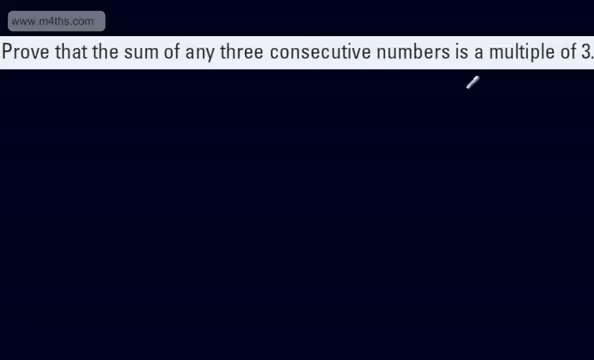 www.m4ths.com
Prove that the sum of any three consecutive numbers is a multiple of 3.